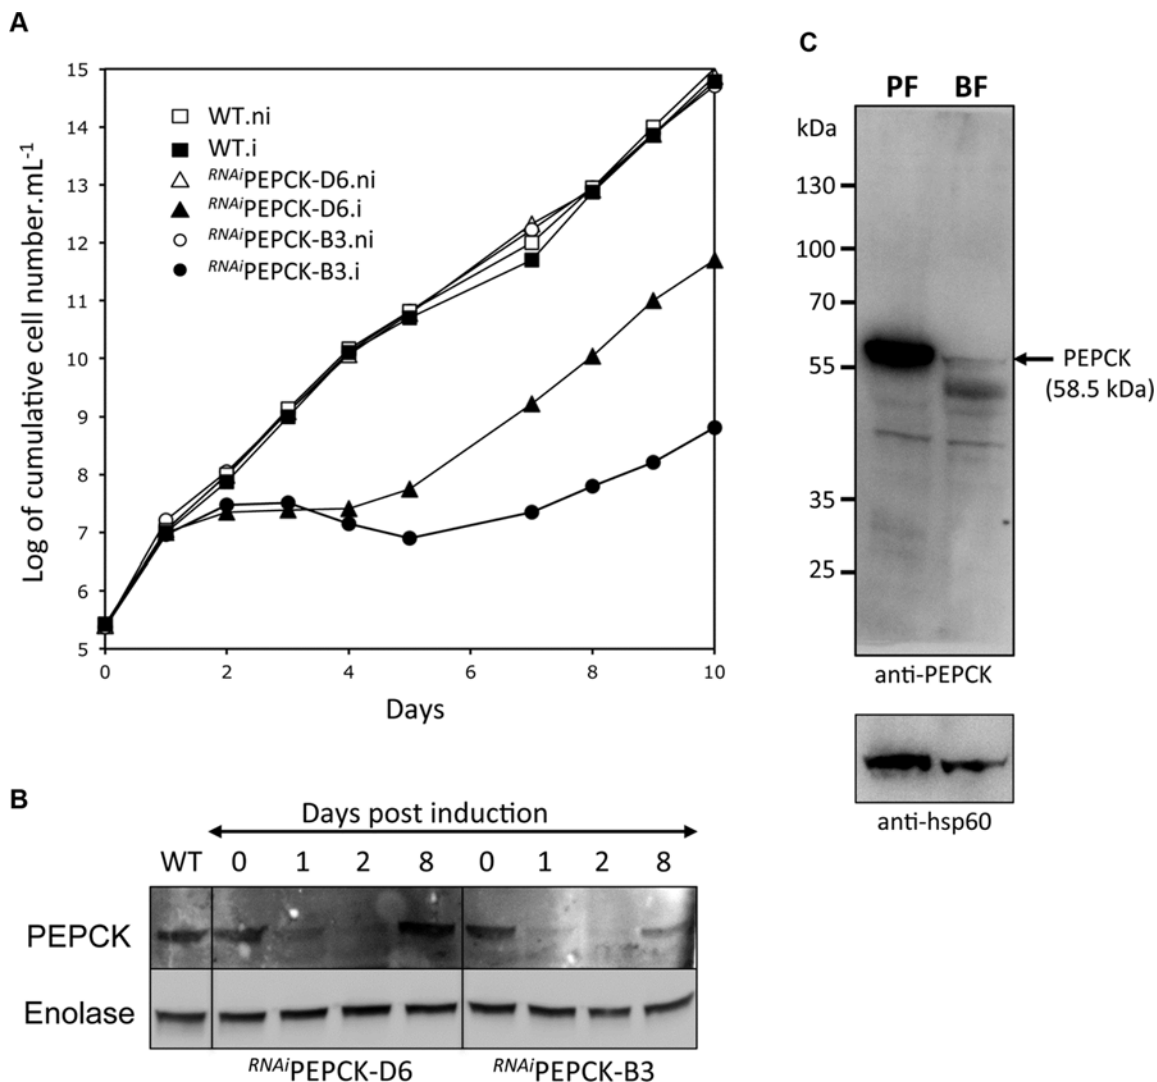 A
15
14
13
12
11
10
9
8
7
6
5
Log of cumulative cell number.mL-1
WT.ni
WT.i
RNAiPEPCK-D6.ni
RNAiPEPCK-D6.i
RNAiPEPCK-B3.ni
RNAiPEPCK-B3.i
0 2 4 6 8 10
Days
B
Days post induction
WT 0 1 2 8 0 1 2 8
PEPCK
Enolase
RNAiPEPCK-D6 RNAiPEPCK-B3
C
PF BF
kDa
130
100
70
55
35
25
PEPCK
(58.5 kDa)
anti-PEPCK
anti-hsp60